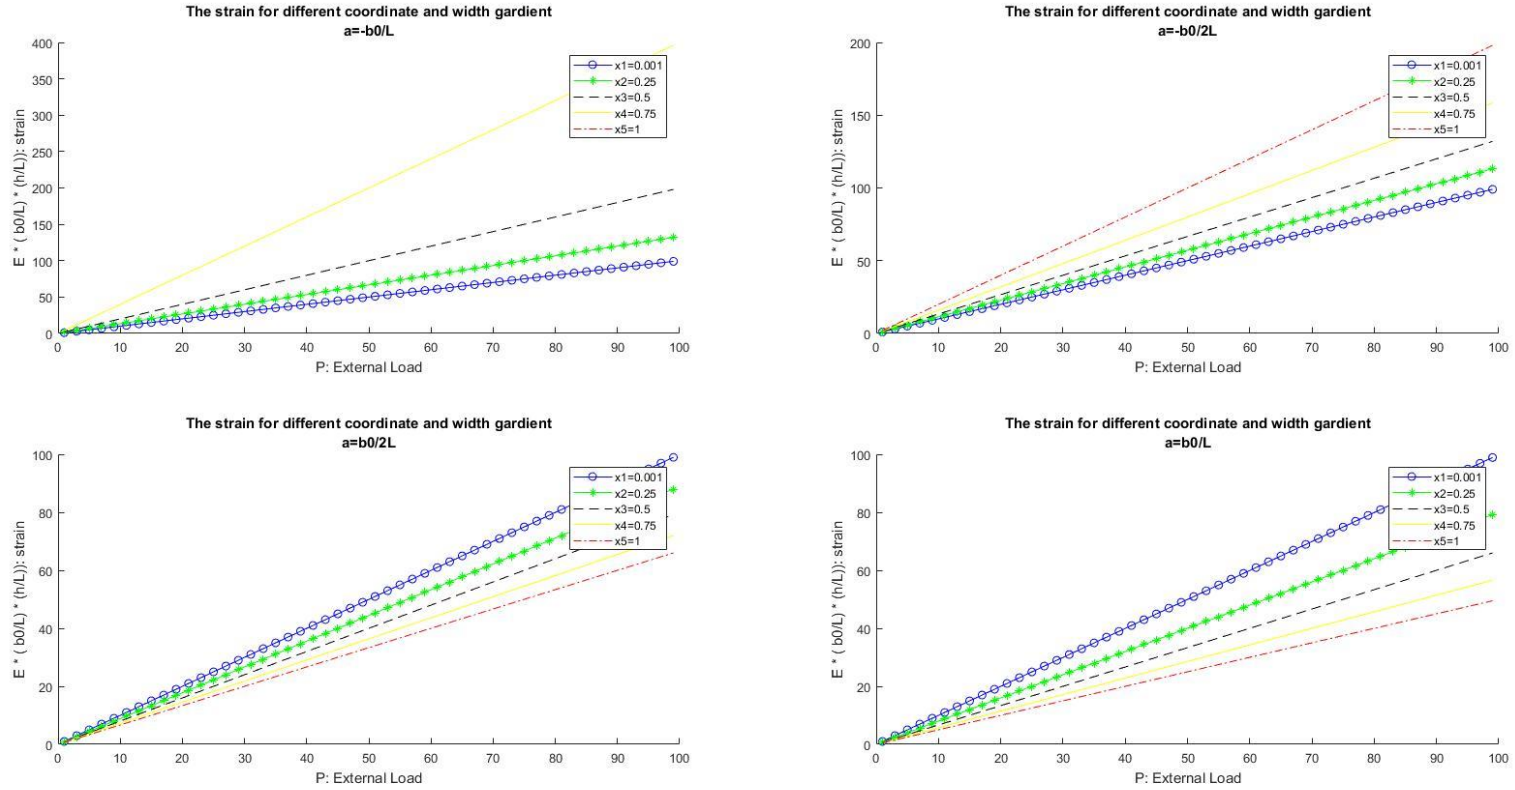 The strain for different coordinate and width gardient
a=-b0/L
E * ( b0/L) * (h/L)): strain
400
350
300
250
200
150
100
50
0
x1=0.001
x2=0.25
x3=0.5
x4=0.75
x5=1
0 10 20 30 40 50 60 70 80 90 100
P: External Load
The strain for different coordinate and width gardient
a=-b0/2L
E * ( b0/L) * (h/L)): strain
200
150
100
50
0
x1=0.001
x2=0.25
x3=0.5
x4=0.75
x5=1
0 10 20 30 40 50 60 70 80 90 100
P: External Load
The strain for different coordinate and width gardient
a=b0/2L
E * ( b0/L) * (h/L)): strain
100
80
60
40
20
0
x1=0.001
x2=0.25
x3=0.5
x4=0.75
x5=1
0 10 20 30 40 50 60 70 80 90 100
P: External Load
The strain for different coordinate and width gardient
a=b0/L
E * ( b0/L) * (h/L)): strain
100
80
60
40
20
0
x1=0.001
x2=0.25
x3=0.5
x4=0.75
x5=1
0 10 20 30 40 50 60 70 80 90 100
P: External Load